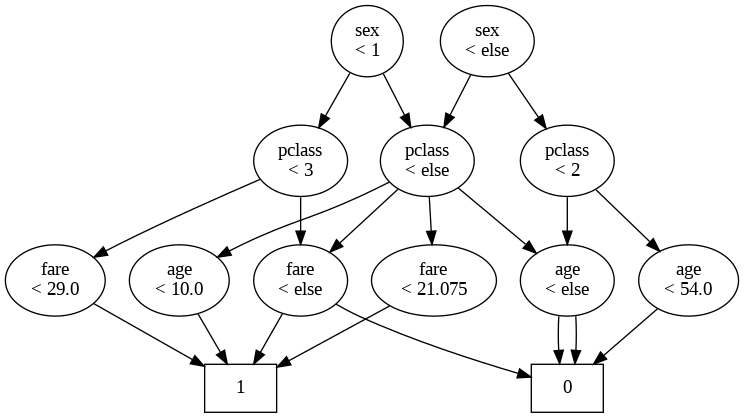 sex
< 1
sex
< else
pclass
< 3
pclass
< else
pclass
< 2
fare
< 29.0
age
< 10.0
fare
< else
fare
< 21.075
age
< else
age
< 54.0
1
0